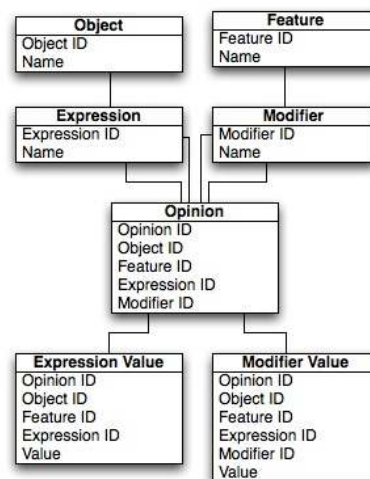 Object
Object ID
Name
Feature
Feature ID
Name
Expression
Expression ID
Name
Modifier
Modifier ID
Name
Opinion
Opinion ID
Object ID
Feature ID
Expression ID
Modifier ID
Expression Value
Opinion ID
Object ID
Feature ID
Expression ID
Value
Modifier Value
Opinion ID
Object ID
Feature ID
Expression ID
Modifier ID
Value